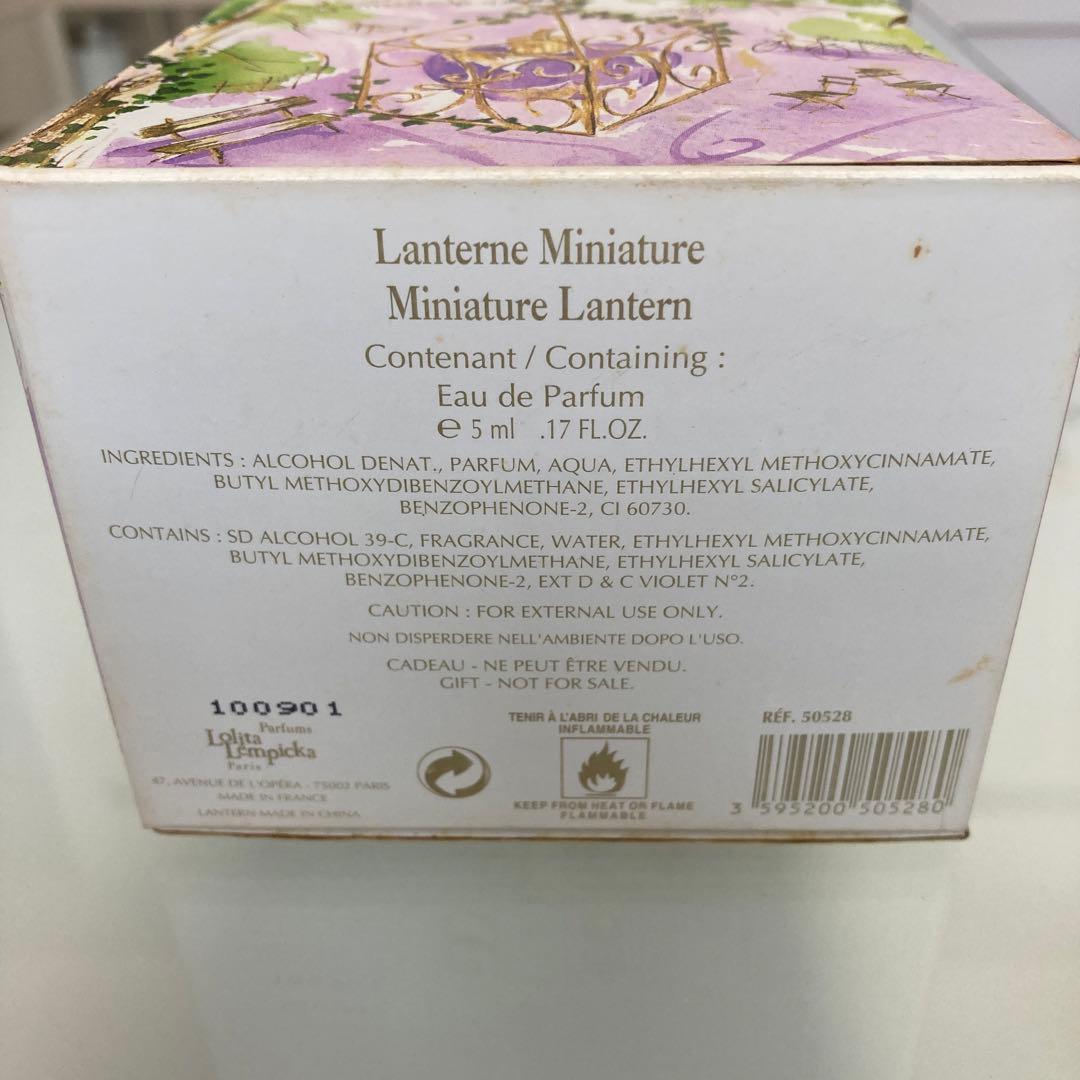 Lanterne Miniature
Miniature Lantern
Contenant / Containing :
Eau de Parfum
℮ 5 ml .17 FL.OZ.
INGREDIENTS : ALCOHOL DENAT., PARFUM, AQUA, ETHYLHEXYL METHOXYCINNAMATE,
BUTYL METHOXYDIBENZOYLMETHANE, ETHYLHEXYL SALICYLATE,
BENZOPHENONE-2, CI 60730.
CONTAINS : SD ALCOHOL 39-C, FRAGRANCE, WATER, ETHYLHEXYL METHOXYCINNAMATE,
BUTYL METHOXYDIBENZOYLMETHANE, ETHYLHEXYL SALICYLATE,
BENZOPHENONE-2, EXT D & C VIOLET N°2.
CAUTION : FOR EXTERNAL USE ONLY.
NON DISPERDERE NELL'AMBIENTE DOPO L'USO.
CADEAU - NE PEUT ÊTRE VENDU.
GIFT - NOT FOR SALE.
100901
Parfums
Lolita
Lempicka
Paris
47, AVENUE DE L'OPÉRA - 75002 PARIS
MADE IN FRANCE
LANTERN MADE IN CHINA
TENIR À L'ABRI DE LA CHALEUR
INFLAMMABLE
KEEP FROM HEAT OR FLAME
FLAMMABLE
RÉF. 50528
3 595200 505280